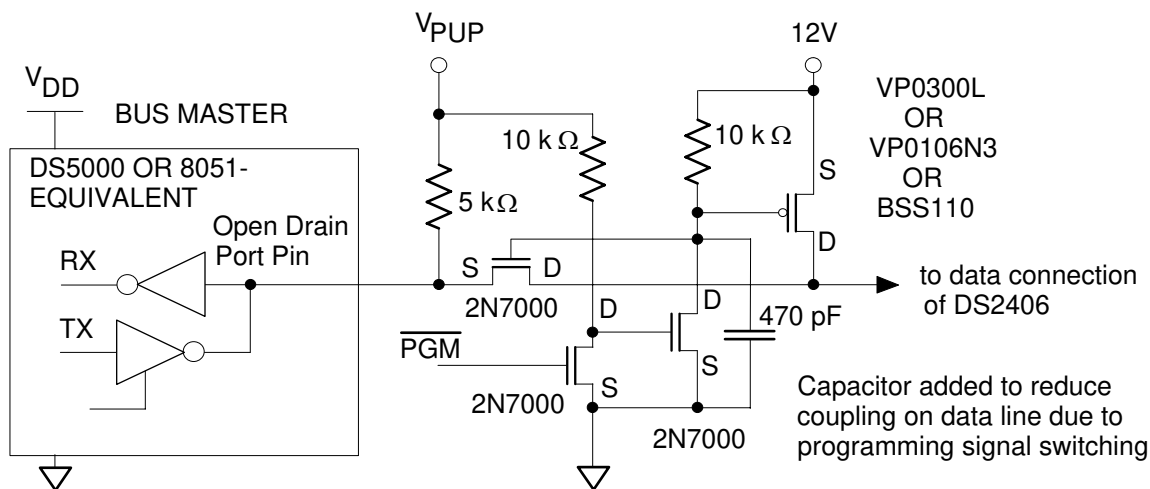 VPUP
12V
VDD
BUS MASTER
VP0300L
OR
VP0106N3
OR
BSS110
DS5000 OR 8051-
EQUIVALENT
10 k Ω
10 k Ω
5 kΩ
S
D
Open Drain
Port Pin
RX
S
D
2N7000
to data connection
of DS2406
TX
D
D
470 pF
PGM
S
S
2N7000
2N7000
Capacitor added to reduce
coupling on data line due to
programming signal switching